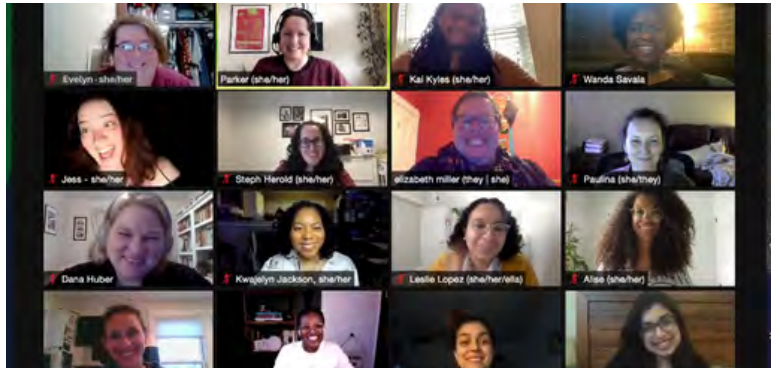 Evelyn - she/her
Parker (she/her)
Kai Kyles (she/her)
Wanda Savala
Jess - she/her
Steph Herold (she/her)
elizabeth miller (they | she)
Paulina (she/they)
Dana Huber
Kwajelyn Jackson, she/her
Leslie Lopez (she/her/ella)
Alise (she/her)